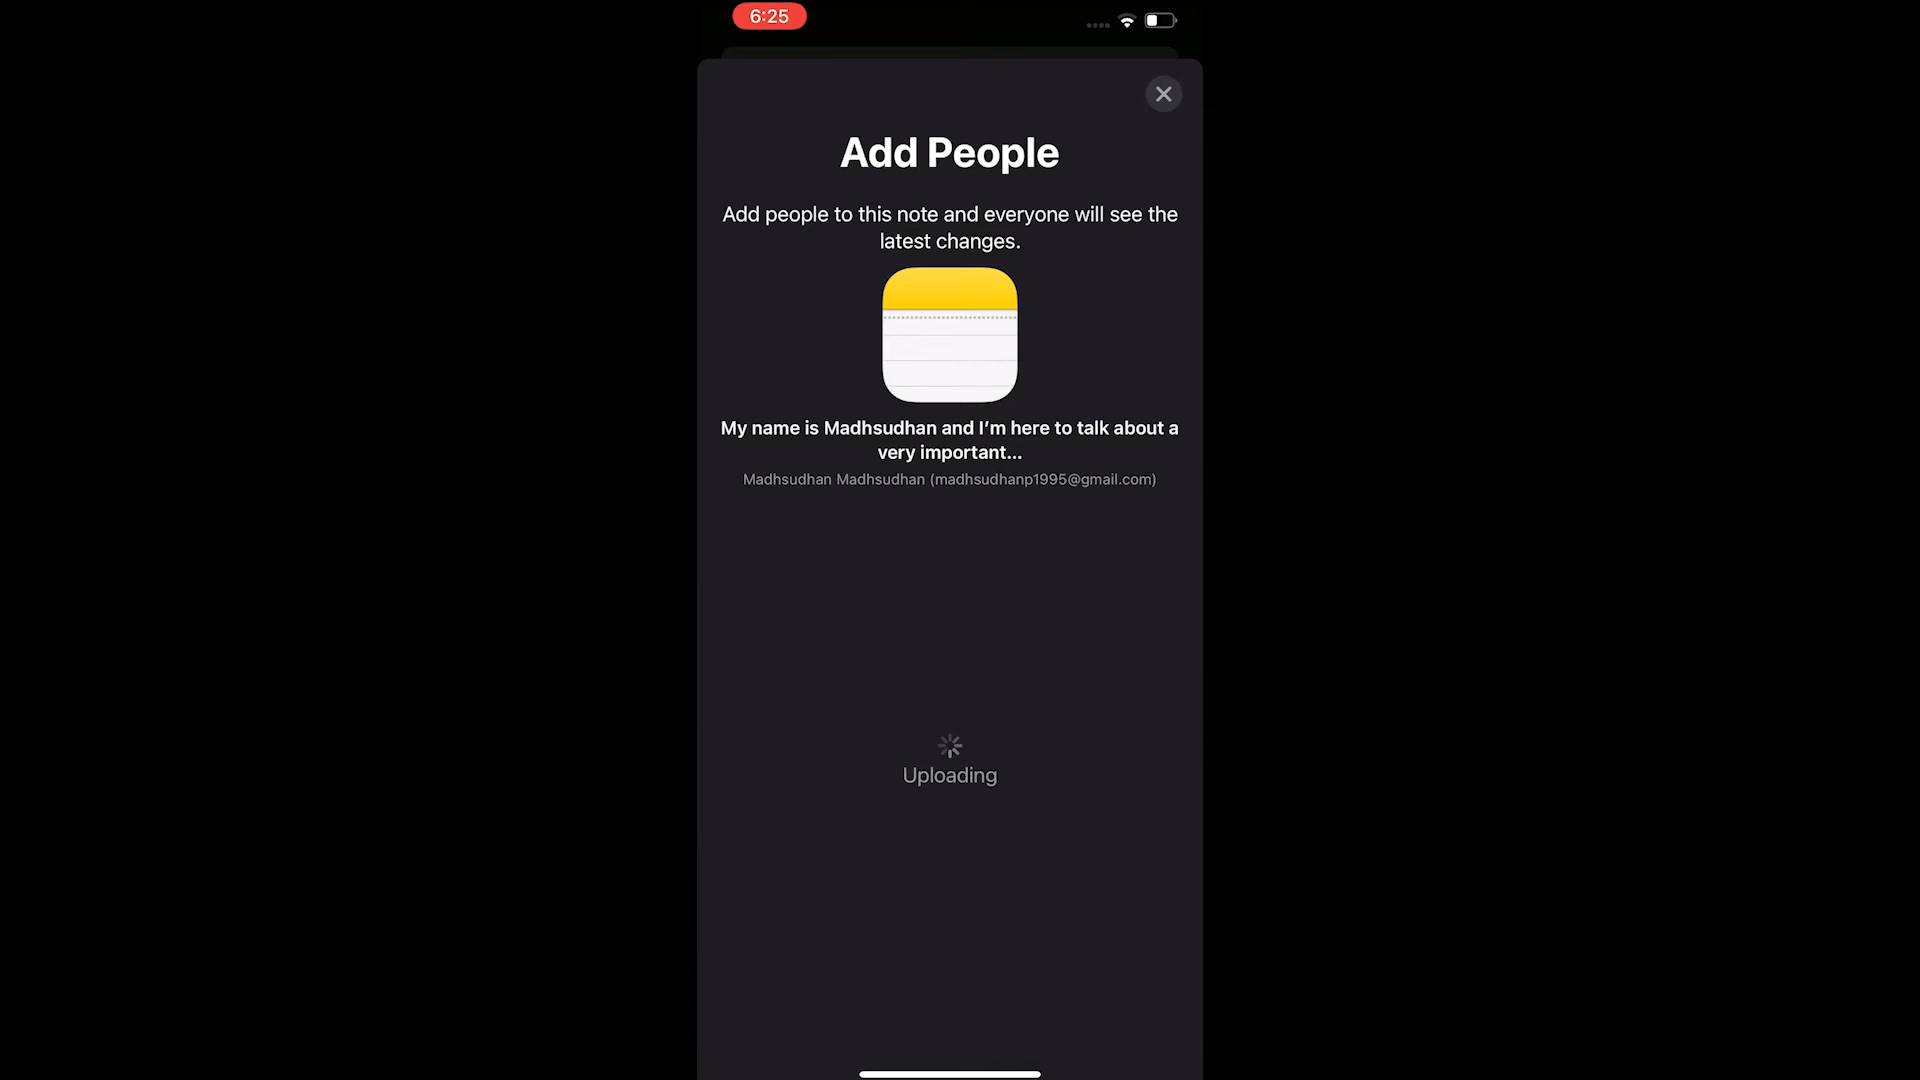 6:25
Add People
Add people to this note and everyone will see the
latest changes.
My name is Madhsudhan and I’m here to talk about a
very important...
Madhsudhan Madhsudhan (madhsudhanp1995@gmail.com)
Uploading